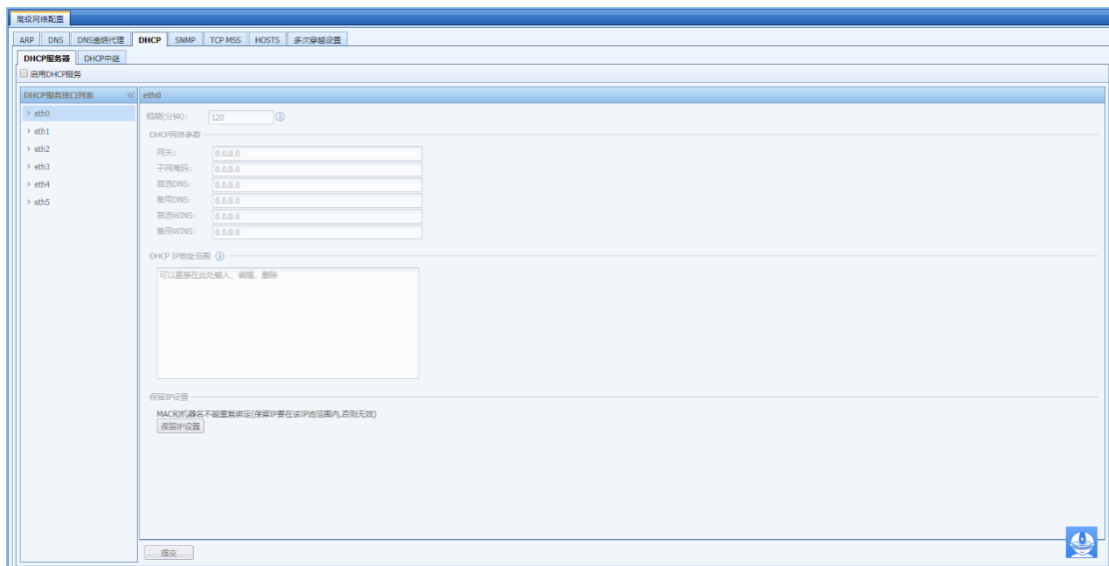 高级网络配置
ARP DNS DNS透明代理 DHCP SNMP TCP MSS HOSTS 多次穿越设置
DHCP服务器 DHCP中继
启用DHCP服务
DHCP服务接口列表 << eth0
eth0
eth1
eth2
eth3
eth4
eth5
租期(分钟): 120
DHCP网络参数
网关: 0.0.0.0
子网掩码: 0.0.0.0
首选DNS: 0.0.0.0
备用DNS: 0.0.0.0
首选WINS: 0.0.0.0
备用WINS: 0.0.0.0
DHCP IP地址范围
可以直接在此处输入、编辑、删除
保留IP设置
MAC和机器名不能重复绑定(保留IP要在该IP池范围内,否则无效)
保留IP设置
提交